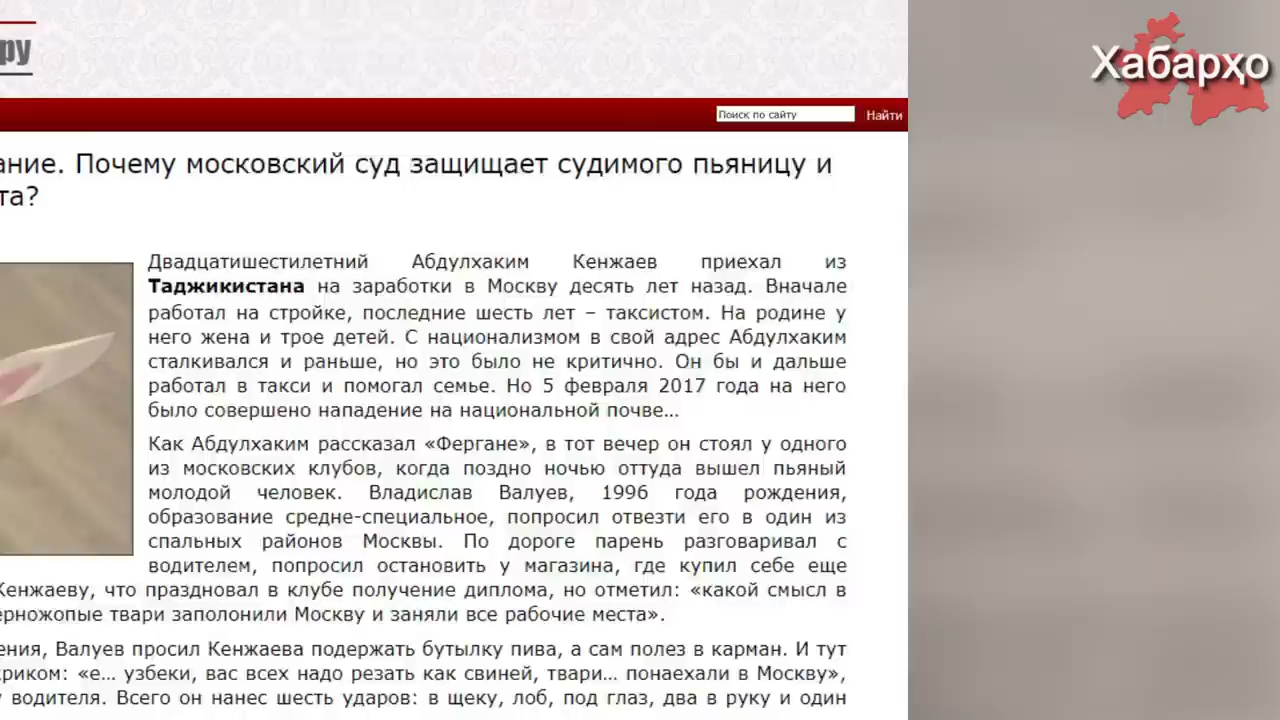 ру
Хабарҳо
Поиск по сайту
Найти
ание. Почему московский суд защищает судимого пьяницу и
та?
Двадцатишестилетний Абдулхаким Кенжаев приехал из
Таджикистана на заработки в Москву десять лет назад. Вначале
работал на стройке, последние шесть лет – таксистом. На родине у
него жена и трое детей. С национализмом в свой адрес Абдулхаким
сталкивался и раньше, но это было не критично. Он бы и дальше
работал в такси и помогал семье. Но 5 февраля 2017 года на него
было совершено нападение на национальной почве…
Как Абдулхаким рассказал «Фергане», в тот вечер он стоял у одного
из московских клубов, когда поздно ночью оттуда вышел пьяный
молодой человек. Владислав Валуев, 1996 года рождения,
образование средне-специальное, попросил отвезти его в один из
спальных районов Москвы. По дороге парень разговаривал с
водителем, попросил остановить у магазина, где купил себе еще
Кенжаеву, что праздновал в клубе получение диплома, но отметил: «какой смысл в
ерножопые твари заполонили Москву и заняли все рабочие места».
ения, Валуев просил Кенжаева подержать бутылку пива, а сам полез в карман. И тут
криком: «е… узбеки, вас всех надо резать как свиней, твари… понаехали в Москву»,
у водителя. Всего он нанес шесть ударов: в щеку, лоб, под глаз, два в руку и один